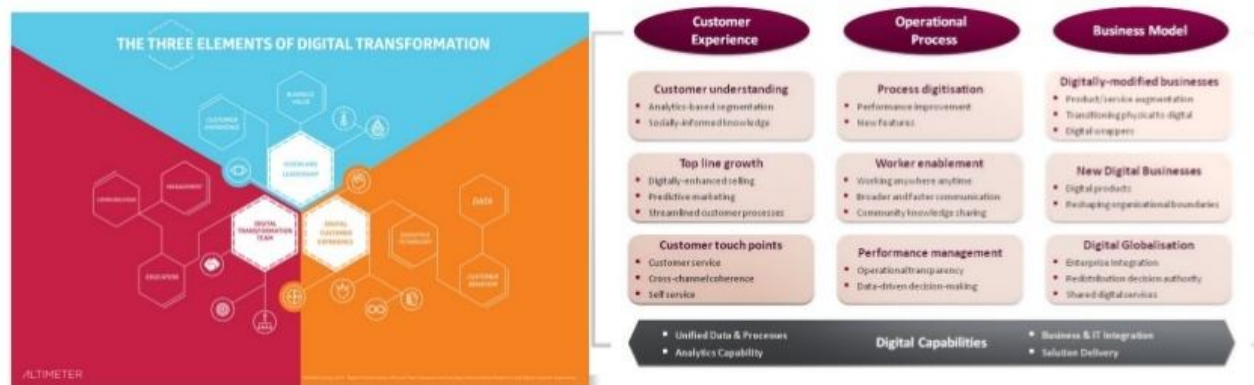 THE THREE ELEMENTS OF DIGITAL TRANSFORMATION
BUSINESS
VALUE
CUSTOMER
EXPERIENCE
VISION AND
LEADERSHIP
MANAGEMENT
COMMUNICATIONS
EDUCATION
DIGITAL
TRANSFORMATION
TEAM
DIGITAL
CUSTOMER
EXPERIENCE
TECHNOLOGY
DATA
CUSTOMER
BEHAVIOR
ALTIMETER
Customer
Experience
Customer understanding
Analytics-based segmentation
Socially-informed knowledge
Top line growth
Digitally-enhanced selling
Predictive marketing
Streamlined customer processes
Customer touch points
Customer service
Cross-channel coherence
Self service
Operational
Process
Process digitisation
Performance improvement
New features
Worker enablement
Working anywhere anytime
Broader and faster communication
Community knowledge sharing
Performance management
Operational transparency
Data-driven decision-making
Business Model
Digitally-modified businesses
Product/service augmentation
Transitioning physical to digital
Digital wrappers
New Digital Businesses
Digital products
Reshaping organisational boundaries
Digital Globalisation
Enterprise Integration
Redistribution decision authority
Shared digital services
Unified Data & Processes
Analytics Capability
Digital Capabilities
Business & IT Integration
Solution Delivery